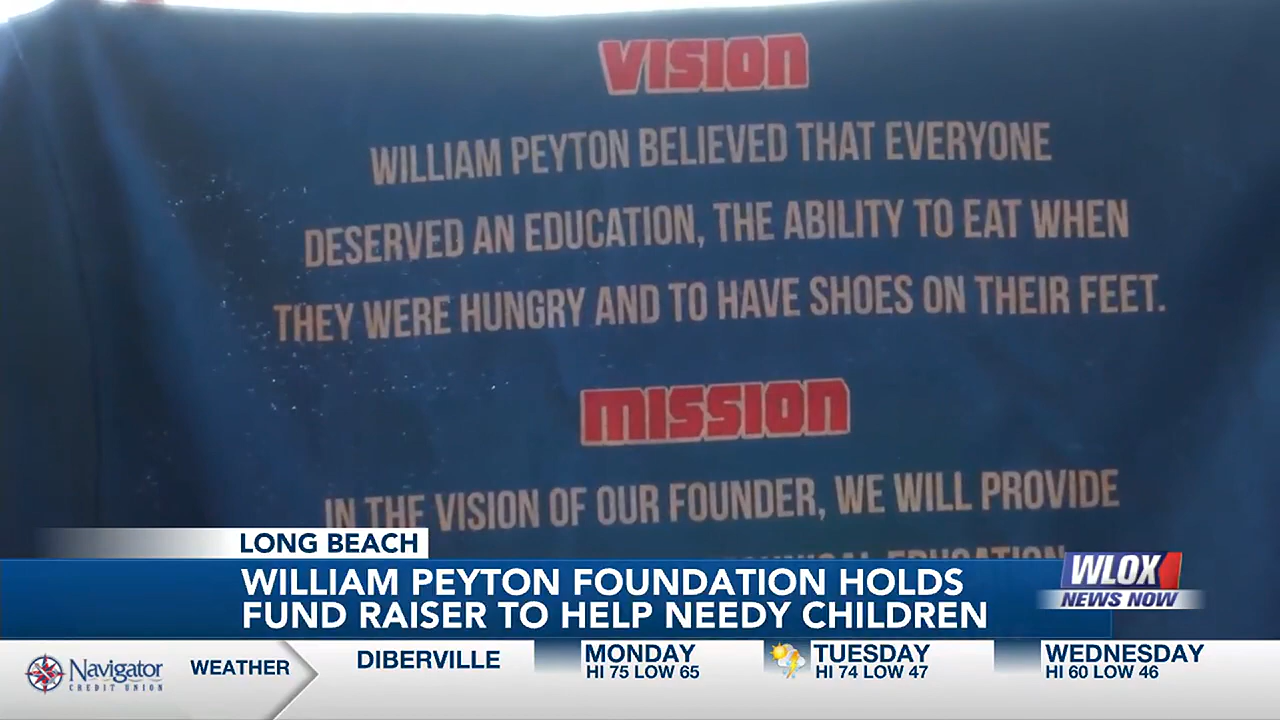 VISION
WILLIAM PEYTON BELIEVED THAT EVERYONE
DESERVED AN EDUCATION, THE ABILITY TO EAT WHEN
THEY WERE HUNGRY AND TO HAVE SHOES ON THEIR FEET.
MISSION
IN THE VISION OF OUR FOUNDER, WE WILL PROVIDE
EDUCATION
LONG BEACH
WILLIAM PEYTON FOUNDATION HOLDS
FUND RAISER TO HELP NEEDY CHILDREN
WLOX
NEWS NOW
Navigator
CREDIT UNION
WEATHER
DIBERVILLE
MONDAY
HI 75 LOW 65
TUESDAY
HI 74 LOW 47
WEDNESDAY
HI 60 LOW 46